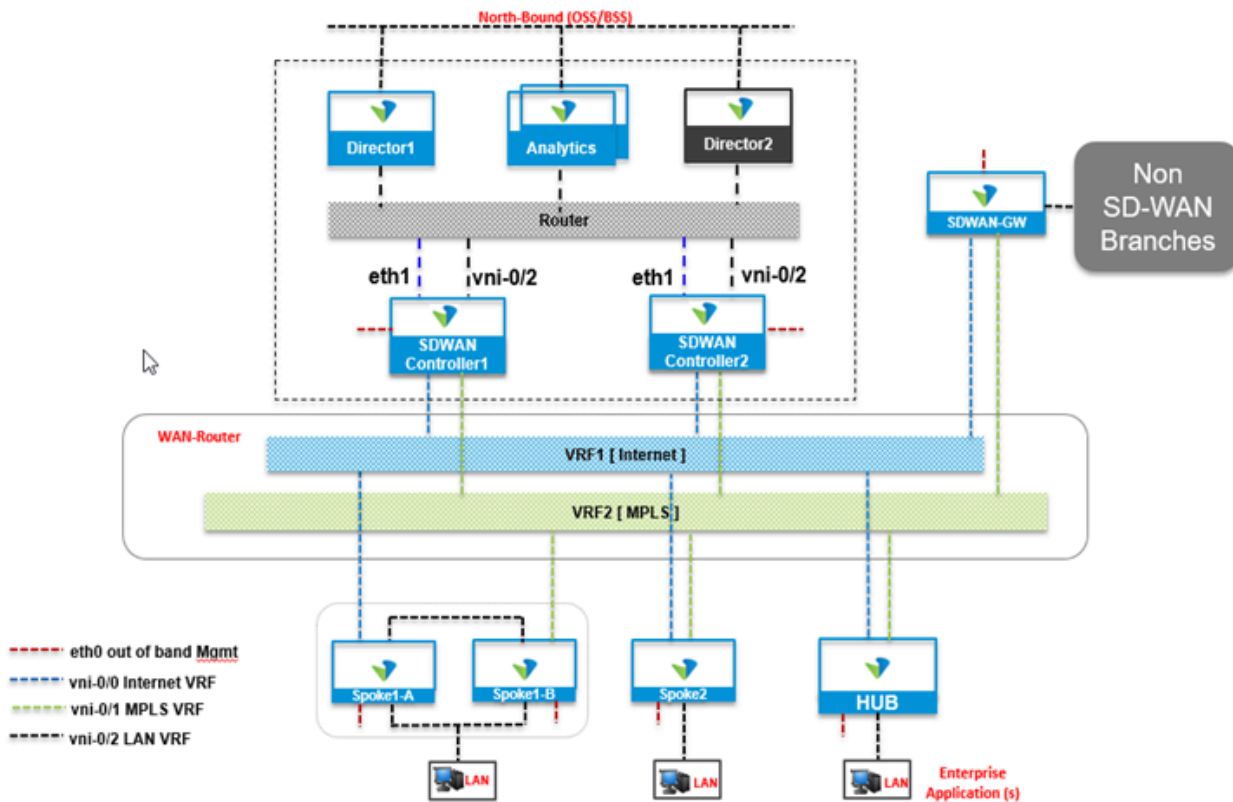 North-Bound (OSS/BSS)
Director1
Analytics
Director2
Non
SD-WAN
Branches
SDWAN-GW
Router
eth1
vni-0/2
eth1
vni-0/2
SDWAN
Controller1
SDWAN
Controller2
WAN-Router
VRF1 [ Internet ]
VRF2 [ MPLS ]
eth0 out of band Mgmt
vni-0/0 Internet VRF
vni-0/1 MPLS VRF
vni-0/2 LAN VRF
Spoke1-A
Spoke1-B
Spoke2
HUB
LAN
LAN
LAN
Enterprise
Application (s)